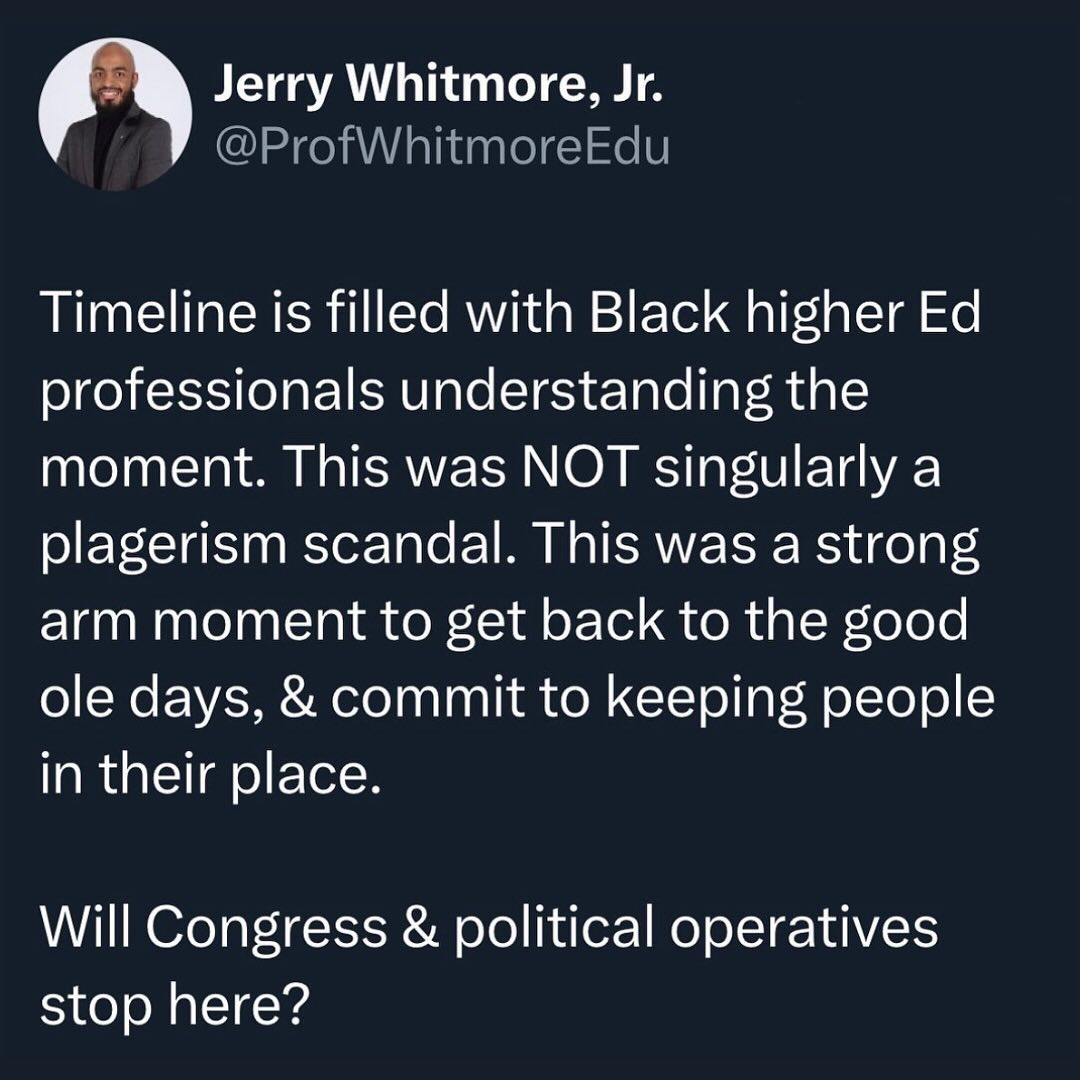 Jerry Whitmore, Jr.
@ProfWhitmoreEdu
Timeline is filled with Black higher Ed
professionals understanding the
moment. This was NOT singularly a
plagerism scandal. This was a strong
arm moment to get back to the good
ole days, & commit to keeping people
in their place.
Will Congress & political operatives
stop here?